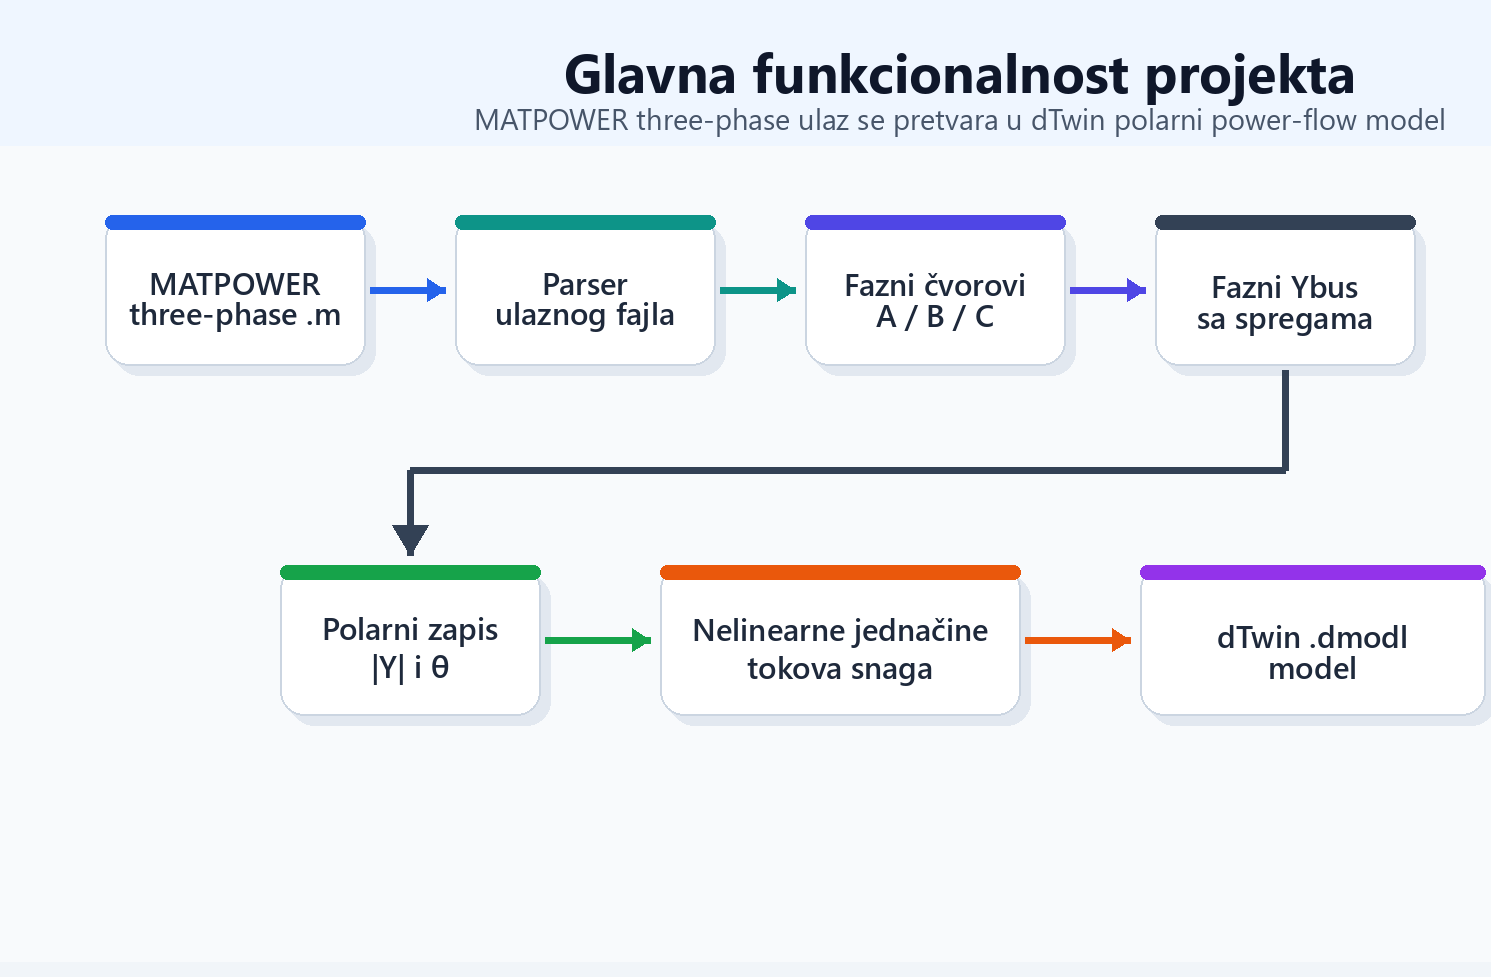 Glavna funkcionalnost projekta
MATPOWER three-phase ulaz se pretvara u dTwin polarni power-flow model
MATPOWER
three-phase .m
Parser
ulaznog fajla
Fazni čvorovi
A / B / C
Fazni Ybus
sa spregama
Polarni zapis
|Y| i θ
Nelinearne jednačine
tokova snaga
dTwin .dmodl
model